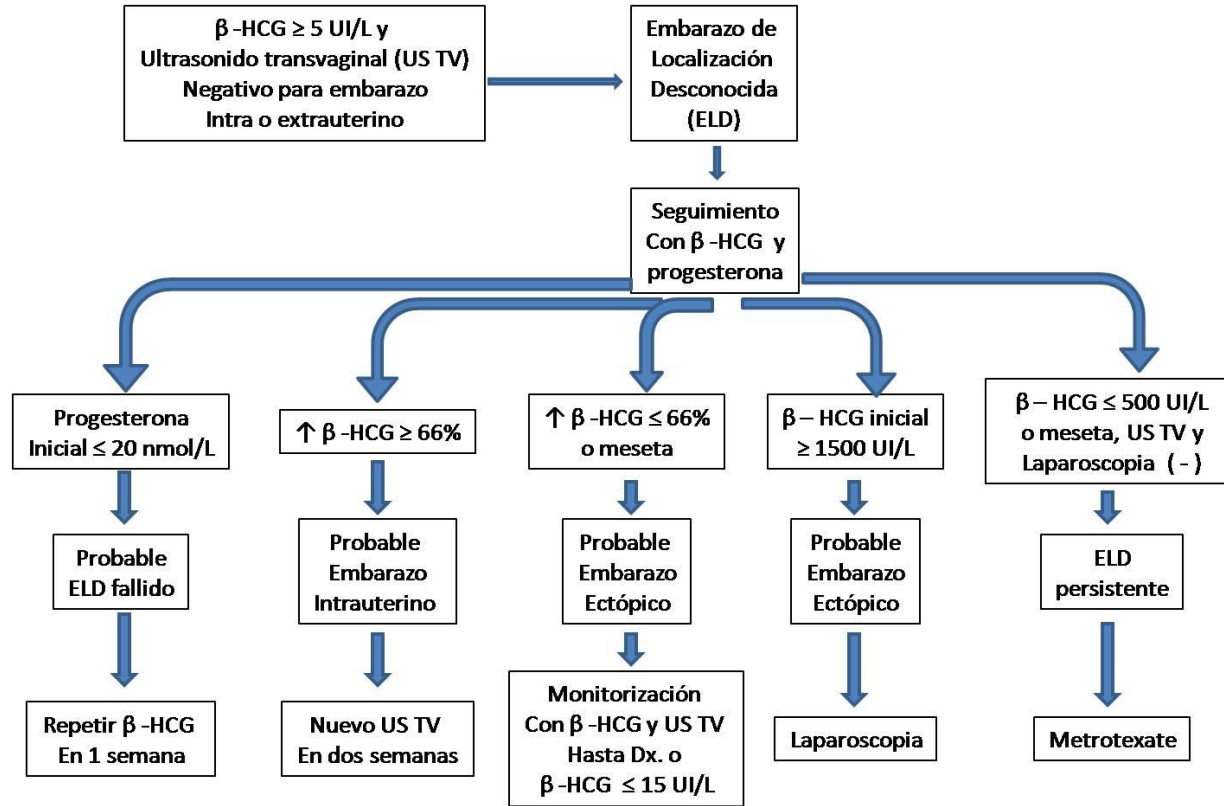 β -HCG ≥ 5 UI/L y
Ultrasonido transvaginal (US TV)
Negativo para embarazo
Intra o extrauterino
Embarazo de
Localización
Desconocida
(ELD)
Seguimiento
Con β -HCG y
progesterona
Progesterona
Inicial ≤ 20 nmol/L
↑ β -HCG ≥ 66%
↑ β -HCG ≤ 66%
o meseta
β – HCG inicial
≥ 1500 UI/L
β – HCG ≤ 500 UI/L
o meseta, US TV y
Laparoscopia ( - )
Probable
ELD fallido
Probable
Embarazo
Intrauterino
Probable
Embarazo
Ectópico
Probable
Embarazo
Ectópico
ELD
persistente
Repetir β -HCG
En 1 semana
Nuevo US TV
En dos semanas
Monitorización
Con β -HCG y US TV
Hasta Dx. o
β -HCG ≤ 15 UI/L
Laparoscopia
Metrotexate